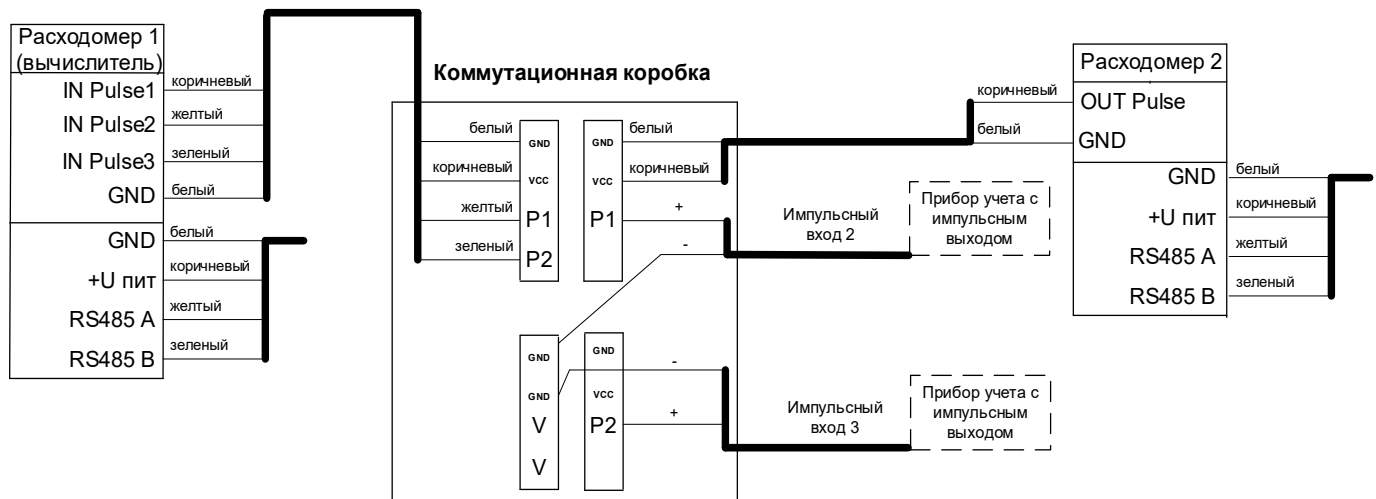 Расходомер 1
(вычислитель)
IN Pulse1
коричневый
IN Pulse2
желтый
IN Pulse3
зеленый
GND
белый
GND
белый
+U пит
коричневый
RS485 A
желтый
RS485 B
зеленый
Коммутационная коробка
белый
GND
коричневый
VCC
желтый
P1
зеленый
P2
GND
белый
VCC
коричневый
P1
+
-
GND
GND
V
V
GND
-
VCC
P2
+
Импульсный
вход 2
Прибор учета с
импульсным
выходом
Импульсный
вход 3
Прибор учета с
импульсным
выходом
Расходомер 2
коричневый
OUT Pulse
белый
GND
GND
белый
+U пит
коричневый
RS485 A
желтый
RS485 B
зеленый